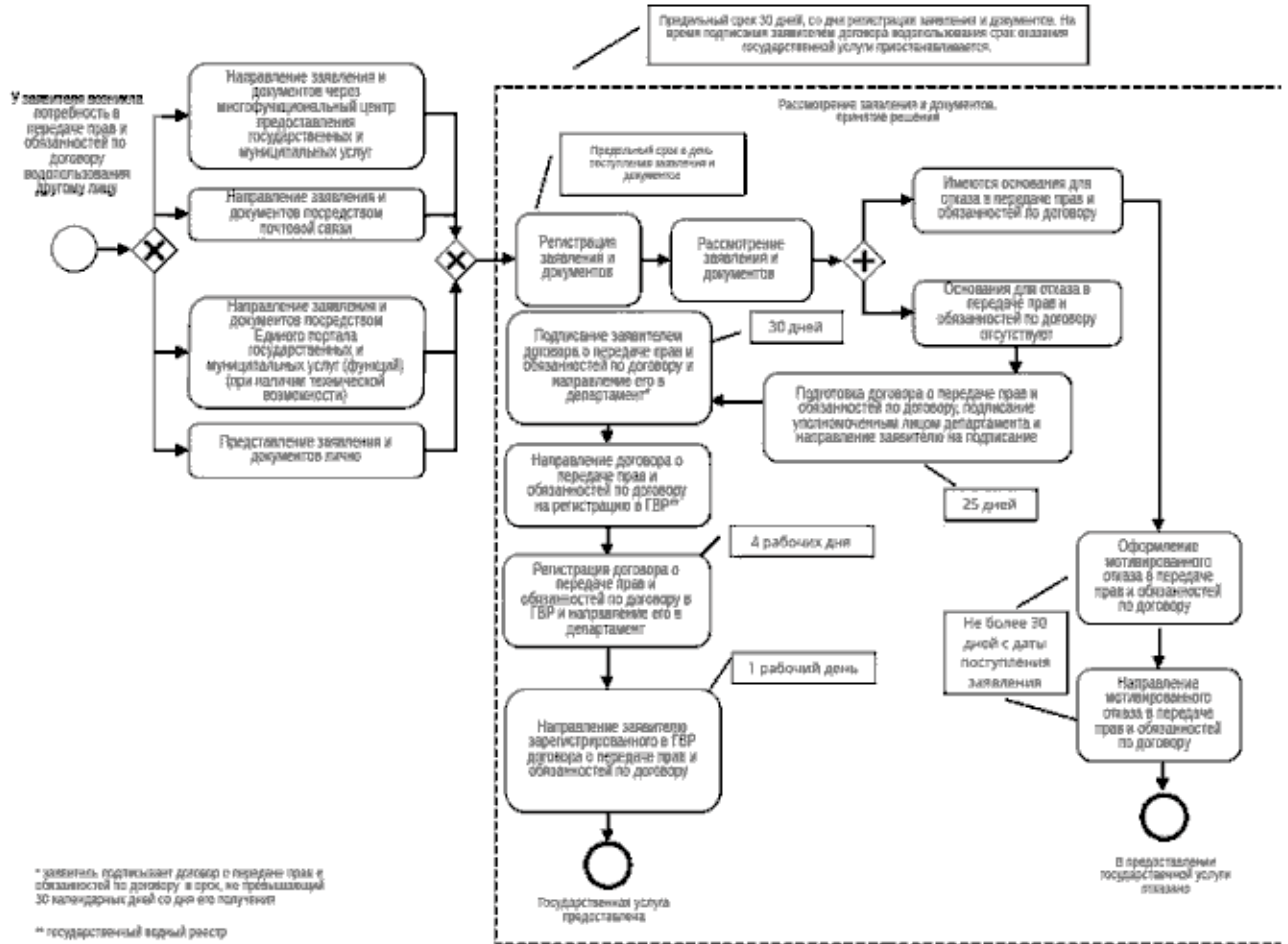 Предельный срок 30 дней, со дня регистрации заявления и документов. На
время подписания заявителем договора водопользования срок оказания
государственной услуги приостанавливается.
У заявителя возникла
потребность в
передаче прав и
обязанностей по
договору
водопользования
другому лицу
Направление заявления и
документов через
многофункциональный центр
предоставления
государственных и
муниципальных услуг
Направление заявления и
документов посредством
почтовой связи
Направление заявления и
документов посредством
Единого портала
государственных и
муниципальных услуг (функций)
(при наличии технической
возможности)
Представление заявления и
документов лично
Рассмотрение заявления и документов,
принятие решения
Предельный срок в день
поступления заявления и
документов
Регистрация
заявления и
документов
Рассмотрение
заявления и
документов
Имеются основания для
отказа в передаче прав и
обязанностей по договору
Основания для отказа в
передаче прав и
обязанностей по договору
отсутствуют
Подписание заявителем
договора о передаче прав и
обязанностей по договору и
направление его в
департамент*
30 дней
Подготовка договора о передаче прав и
обязанностей по договору, подписание
уполномоченным лицом департамента и
направление заявителю на подписание
25 дней
Направление договора о
передаче прав и
обязанностей по договору
на регистрацию в ГВР**
4 рабочих дня
Регистрация договора о
передаче прав и
обязанностей по договору в
ГВР и направление его в
департамент
1 рабочий день
Направление заявителю
зарегистрированного в ГВР
договора о передаче прав и
обязанностей по договору
Оформление
мотивированного
отказа в передаче
прав и обязанностей
по договору
Не более 30
дней с даты
поступления
заявления
Направление
мотивированного
отказа в передаче
прав и обязанностей
по договору
Государственная услуга
предоставлена
В предоставлении
государственной услуги
отказано
* заявитель подписывает договор о передаче прав и
обязанностей по договору в срок, не превышающий
30 календарных дней со дня его получения
** государственный водный реестр